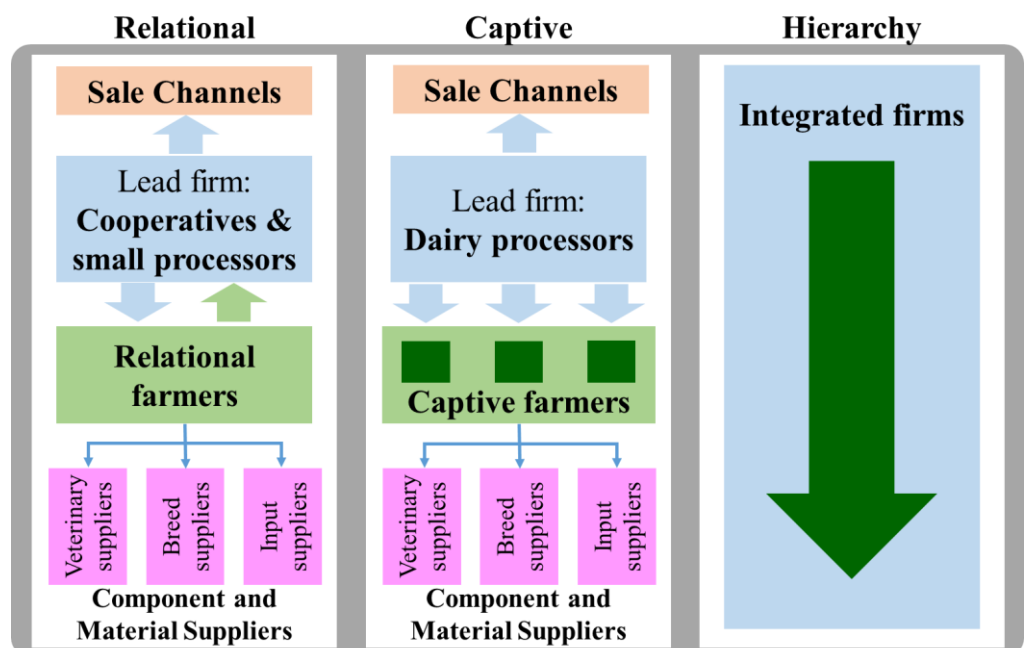 Relational
Captive
Hierarchy
Sale Channels
Lead firm:
Cooperatives &
small processors
Relational
farmers
Veterinary
suppliers
Breed
suppliers
Input
suppliers
Component and
Material Suppliers
Sale Channels
Lead firm:
Dairy processors
Captive farmers
Veterinary
suppliers
Breed
suppliers
Input
suppliers
Component and
Material Suppliers
Integrated firms